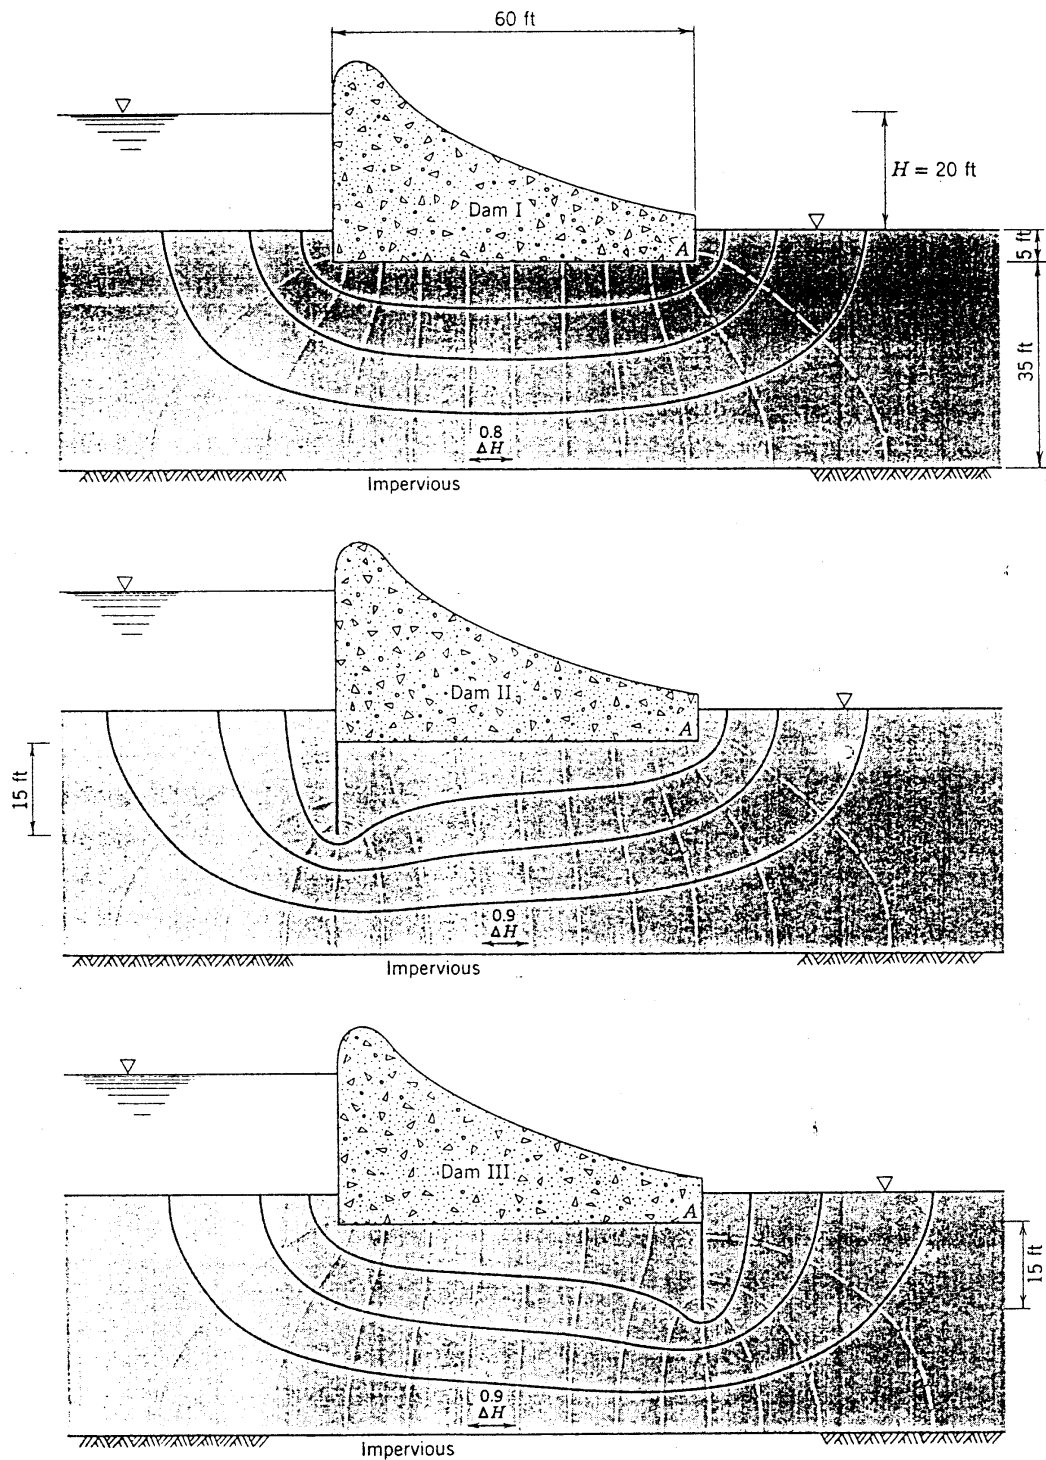 60 ft
H = 20 ft
Dam I
A
5 ft
35 ft
0.8
ΔH
Impervious
Dam II
A
15 ft
0.9
ΔH
Impervious
Dam III
A
15 ft
0.9
ΔH
Impervious